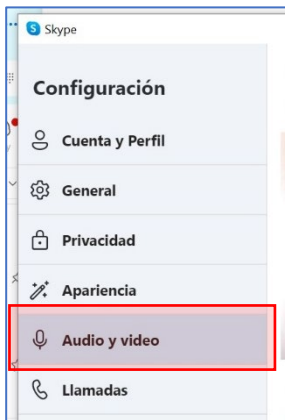 Skype
Configuración
Cuenta y Perfil
General
Privacidad
Apariencia
Audio y video
Llamadas